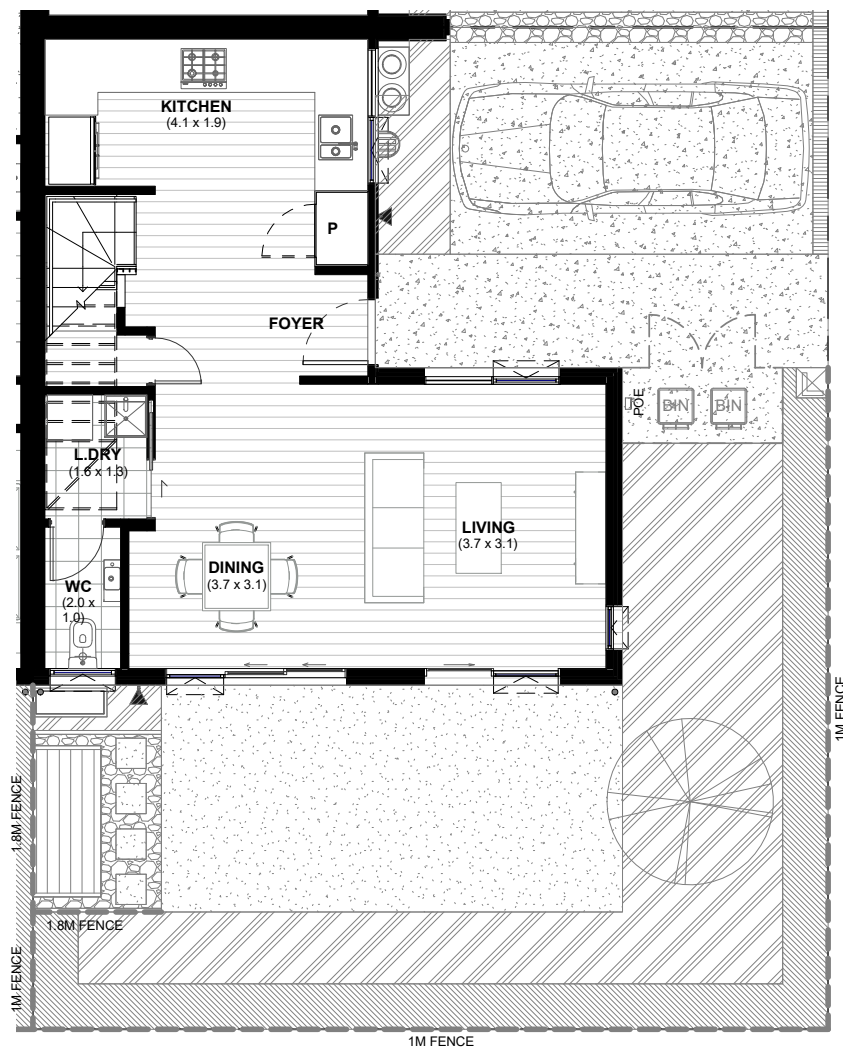 KITCHEN
(4.1 x 1.9)
P
FOYER
POE
BIN
BIN
L.DRY
(1.6 x 1.3)
LIVING
(3.7 x 3.1)
DINING
(3.7 x 3.1)
WC
(2.0 x
1.0)
1M FENCE
1.8M FENCE
1.8M FENCE
1M FENCE
1M FENCE